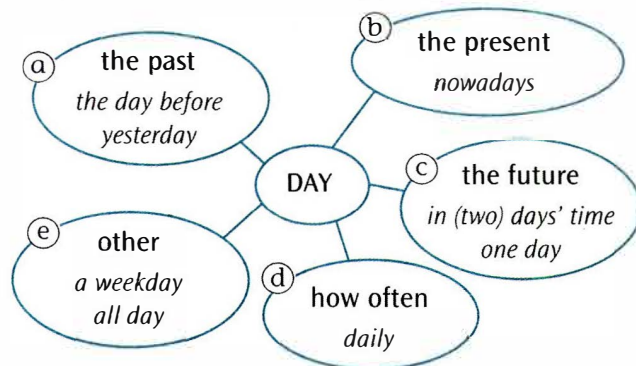 a
the past
the day before
yesterday
b
the present
nowadays
DAY
c
the future
in (two) days' time
one day
e
other
a weekday
all day
d
how often
daily